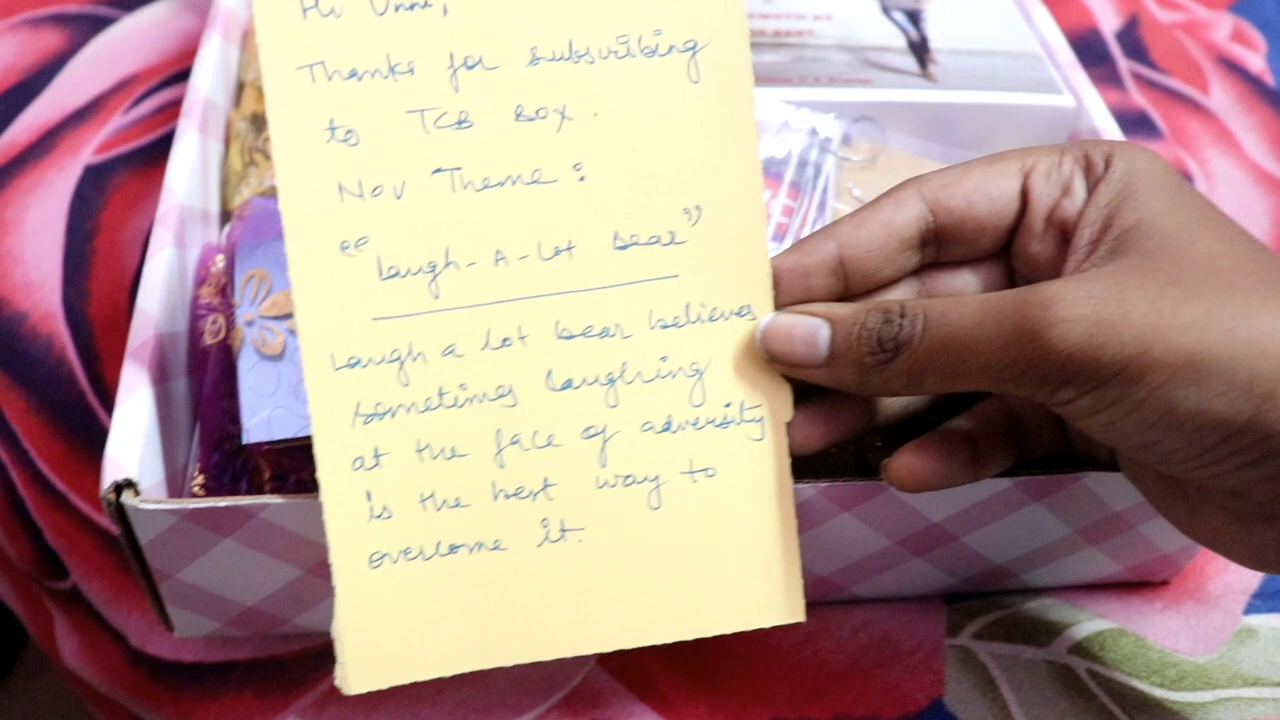 Thanks for subscribing
to TCB Box.
Nov Theme:
"Laugh-A-Lot Bear"
Laugh a lot bear believes
sometimes laughing
at the face of adversity
is the best way to
overcome it.